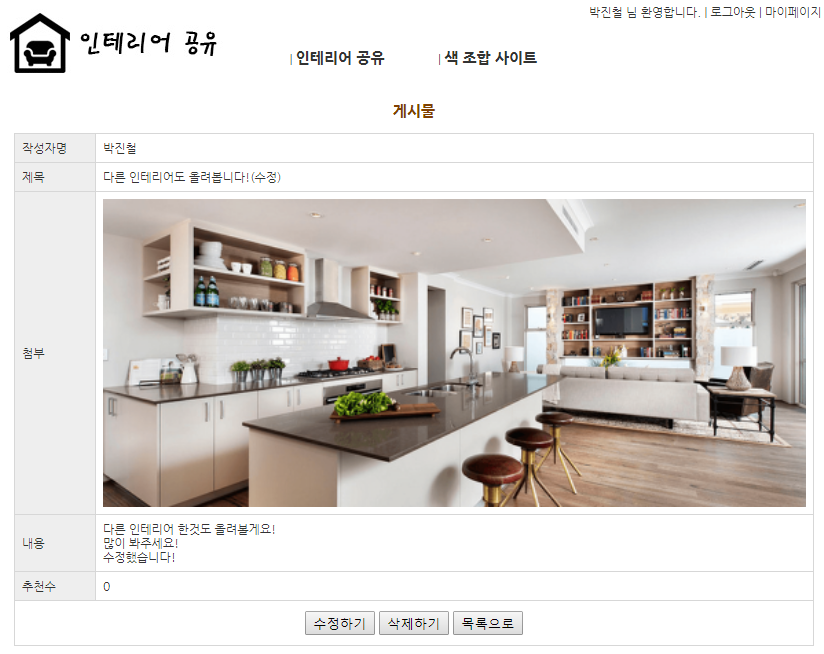 박진철 님 환영합니다. | 로그아웃 | 마이페이지
인테리어 공유
| 인테리어 공유 | 색 조합 사이트
게시물
작성자명 박진철
제목 다른 인테리어도 올려봅니다!(수정)
첨부
내용 다른 인테리어 한것도 올려볼게요!
많이 봐주세요!
수정했습니다!
추천수 0
수정하기 삭제하기 목록으로